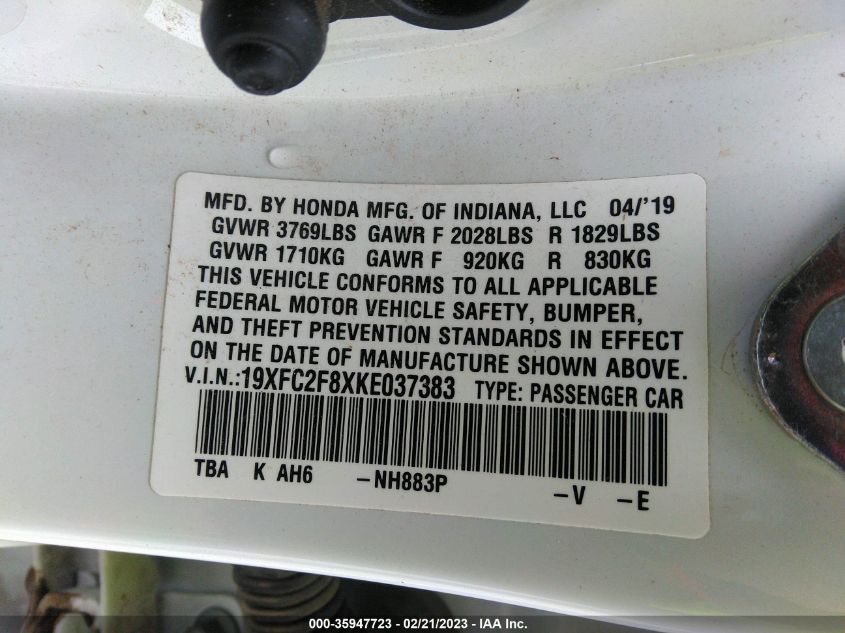 MFD. BY HONDA MFG. OF INDIANA, LLC 04/'19
GVWR 3769LBS GAWR F 2028LBS R 1829LBS
GVWR 1710KG GAWR F 920KG R 830KG
THIS VEHICLE CONFORMS TO ALL APPLICABLE
FEDERAL MOTOR VEHICLE SAFETY, BUMPER,
AND THEFT PREVENTION STANDARDS IN EFFECT
ON THE DATE OF MANUFACTURE SHOWN ABOVE.
V.I.N.:19XFC2F8XKE037383 TYPE: PASSENGER CAR
TBA K AH6 -NH883P -V -E
000-35947723 - 02/21/2023 - IAA Inc.